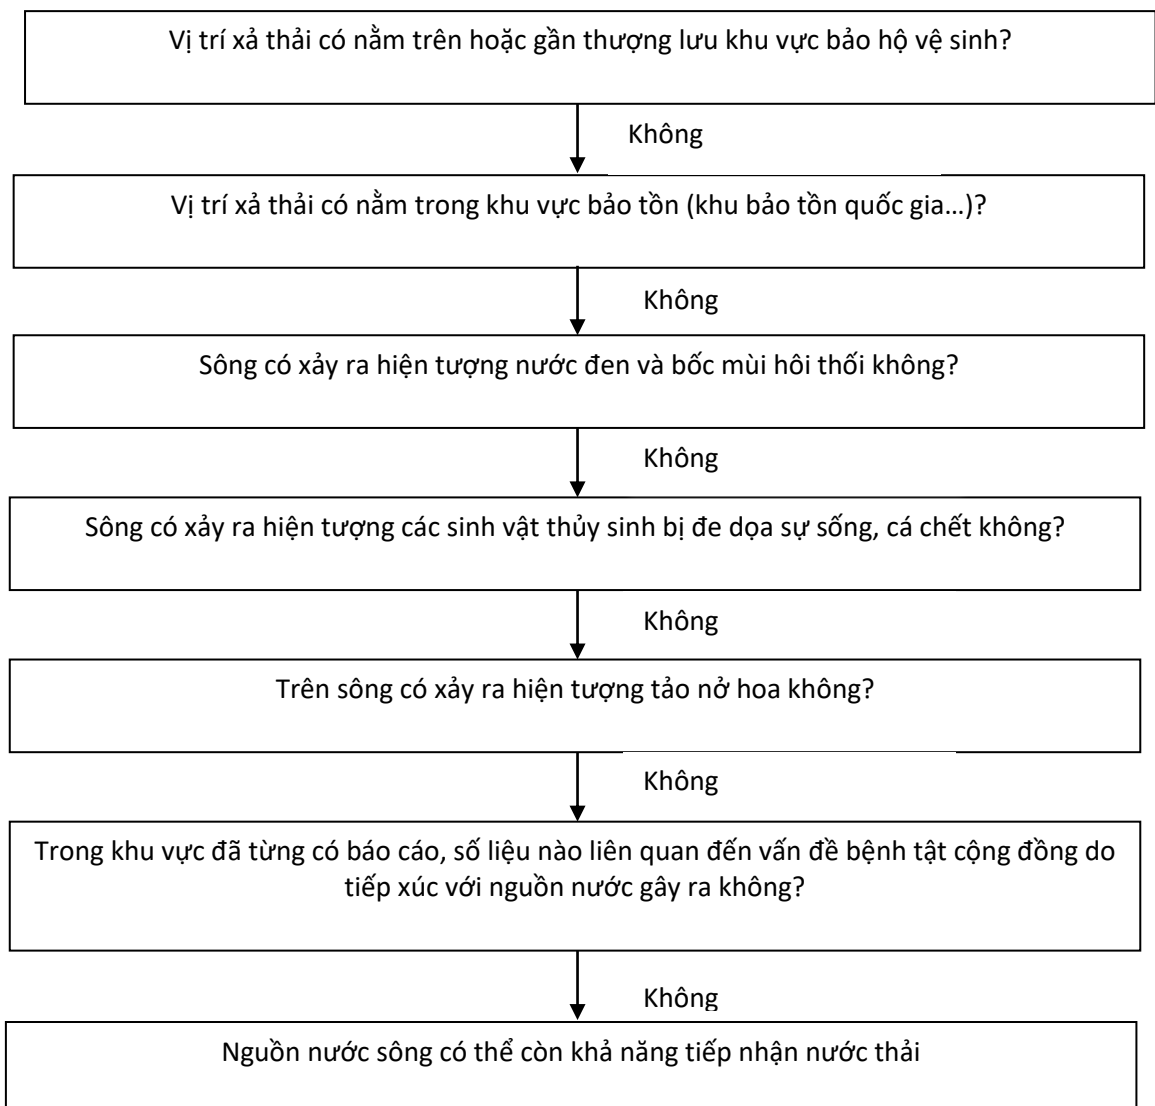 Vị trí xả thải có nằm trên hoặc gần thượng lưu khu vực bảo hộ vệ sinh?
Không
Vị trí xả thải có nằm trong khu vực bảo tồn (khu bảo tồn quốc gia…)?
Không
Sông có xảy ra hiện tượng nước đen và bốc mùi hôi thối không?
Không
Sông có xảy ra hiện tượng các sinh vật thủy sinh bị đe dọa sự sống, cá chết không?
Không
Trên sông có xảy ra hiện tượng tảo nở hoa không?
Không
Trong khu vực đã từng có báo cáo, số liệu nào liên quan đến vấn đề bệnh tật cộng đồng do
tiếp xúc với nguồn nước gây ra không?
Không
Nguồn nước sông có thể còn khả năng tiếp nhận nước thải